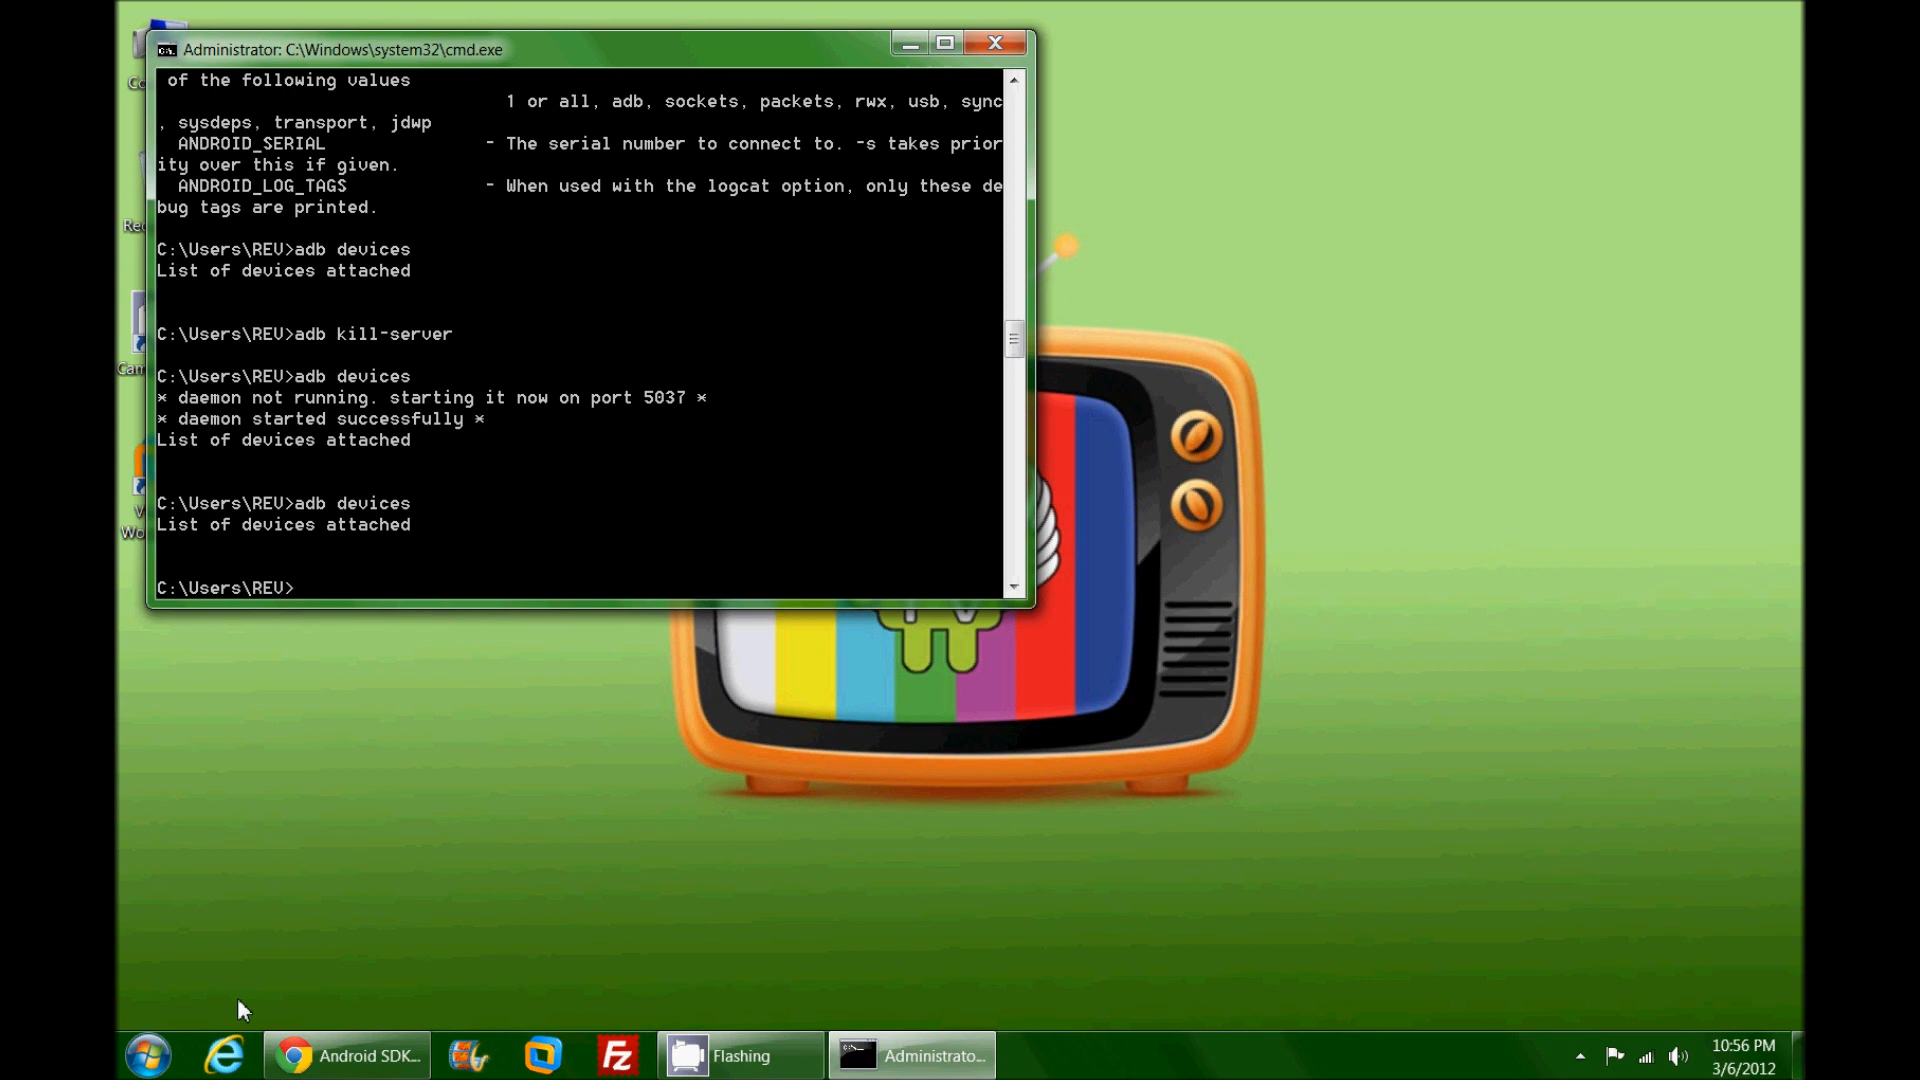 Administrator: C:\Windows\system32\cmd.exe
of the following values
1 or all, adb, sockets, packets, rwx, usb, sync
, sysdeps, transport, jdwp
ANDROID_SERIAL - The serial number to connect to. -s takes prior
ity over this if given.
ANDROID_LOG_TAGS - When used with the logcat option, only these de
bug tags are printed.
C:\Users\REV>adb devices
List of devices attached
C:\Users\REV>adb kill-server
C:\Users\REV>adb devices
* daemon not running. starting it now on port 5037 *
* daemon started successfully *
List of devices attached
C:\Users\REV>adb devices
List of devices attached
C:\Users\REV>
Android SDK...
Fz
Flashing
Administrato...
10:56 PM
3/6/2012